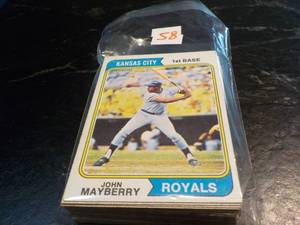 58
KANSAS CITY
1st BASE
JOHN
MAYBERRY
ROYALS